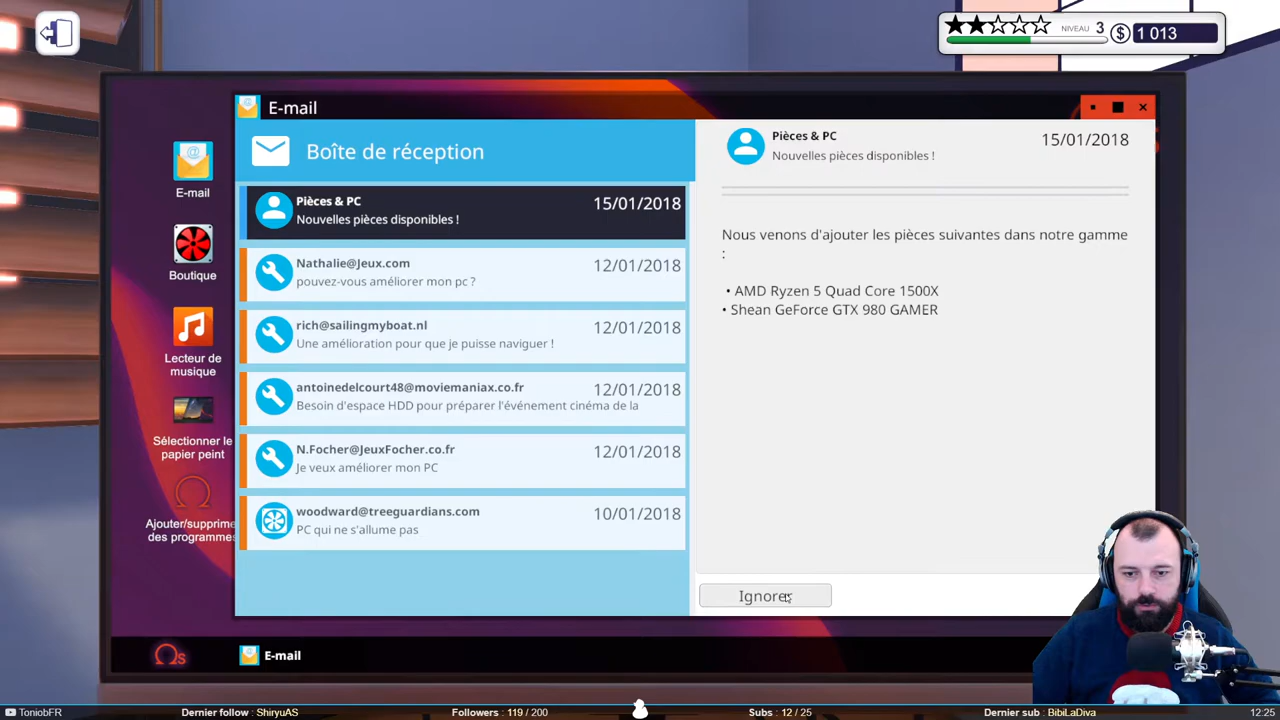 NIVEAU 3
$ 1 013
E-mail
Boîte de réception
Pièces & PC
15/01/2018
Nouvelles pièces disponibles !
Nathalie@Jeux.com
12/01/2018
pouvez-vous améliorer mon pc ?
rich@sailingmyboat.nl
12/01/2018
Une amélioration pour que je puisse naviguer !
antoinedelcourt48@moviemaniax.co.fr
12/01/2018
Besoin d'espace HDD pour préparer l'événement cinéma de la
N.Focher@JeuxFocher.co.fr
12/01/2018
Je veux améliorer mon PC
woodward@treeguardians.com
10/01/2018
PC qui ne s'allume pas
Pièces & PC
15/01/2018
Nouvelles pièces disponibles !
Nous venons d'ajouter les pièces suivantes dans notre gamme
:
• AMD Ryzen 5 Quad Core 1500X
• Shean GeForce GTX 980 GAMER
Ignorer
E-mail
Boutique
Lecteur de
musique
Sélectionner le
papier peint
Ajouter/supprime
des programmes
Ωs
E-mail
ToniobFR
Dernier follow : ShiryuAS
Followers : 119 / 200
Subs : 12 / 25
Dernier sub : BibiLaDiva
12:25